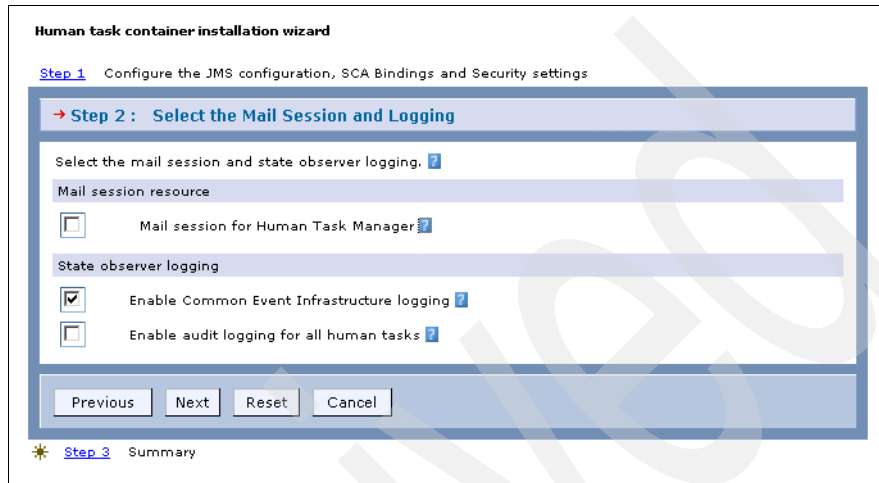 Human task container installation wizard
Step 1 Configure the JMS configuration, SCA Bindings and Security settings
→ Step 2 : Select the Mail Session and Logging
Select the mail session and state observer logging. ?
Mail session resource
Mail session for Human Task Manager ?
State observer logging
Enable Common Event Infrastructure logging ?
Enable audit logging for all human tasks ?
Previous Next Reset Cancel
Step 3 Summary